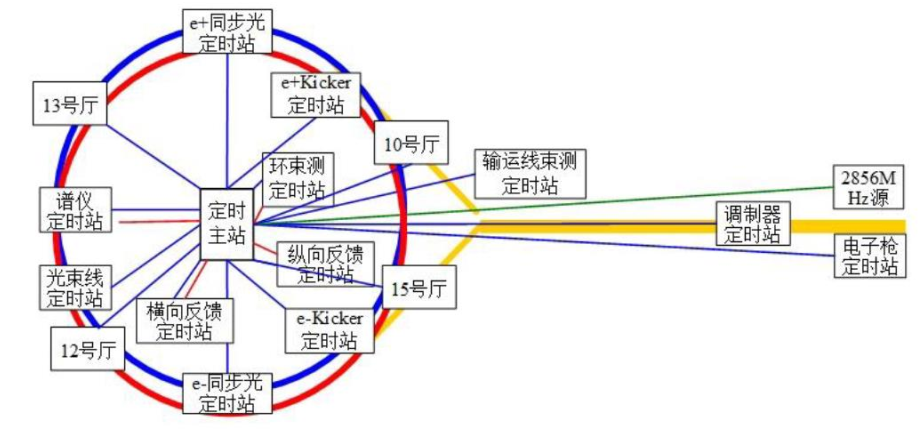 e+同步光
定时站
e+Kicker
定时站
13号厅
10号厅
环束测
定时站
输运线束测
定时站
2856M
Hz源
谱仪
定时站
定时
主站
调制器
定时站
纵向反馈
定时站
电子枪
定时站
光束线
定时站
15号厅
横向反馈
定时站
e-Kicker
定时站
12号厅
e-同步光
定时站